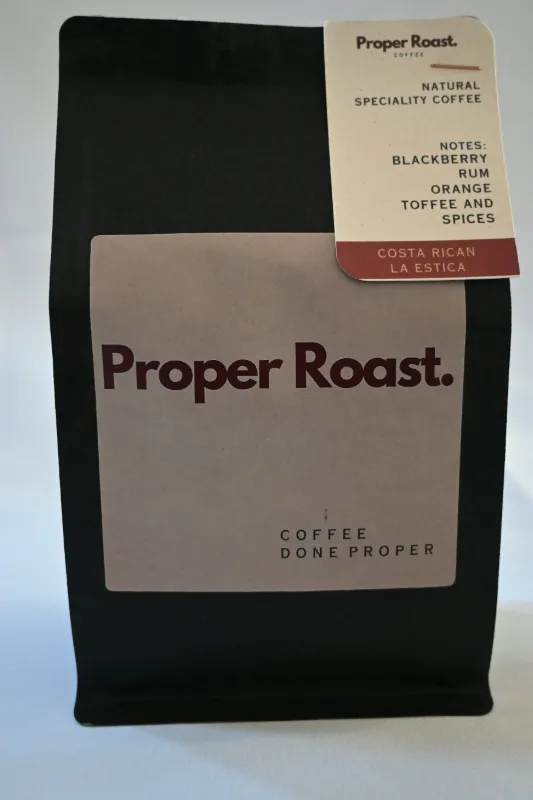 Proper Roast.
COFFEE
NATURAL
SPECIALITY COFFEE
NOTES:
BLACKBERRY
RUM
ORANGE
TOFFEE AND
SPICES
COSTA RICAN
LA ESTICA
Proper Roast.
COFFEE
DONE PROPER